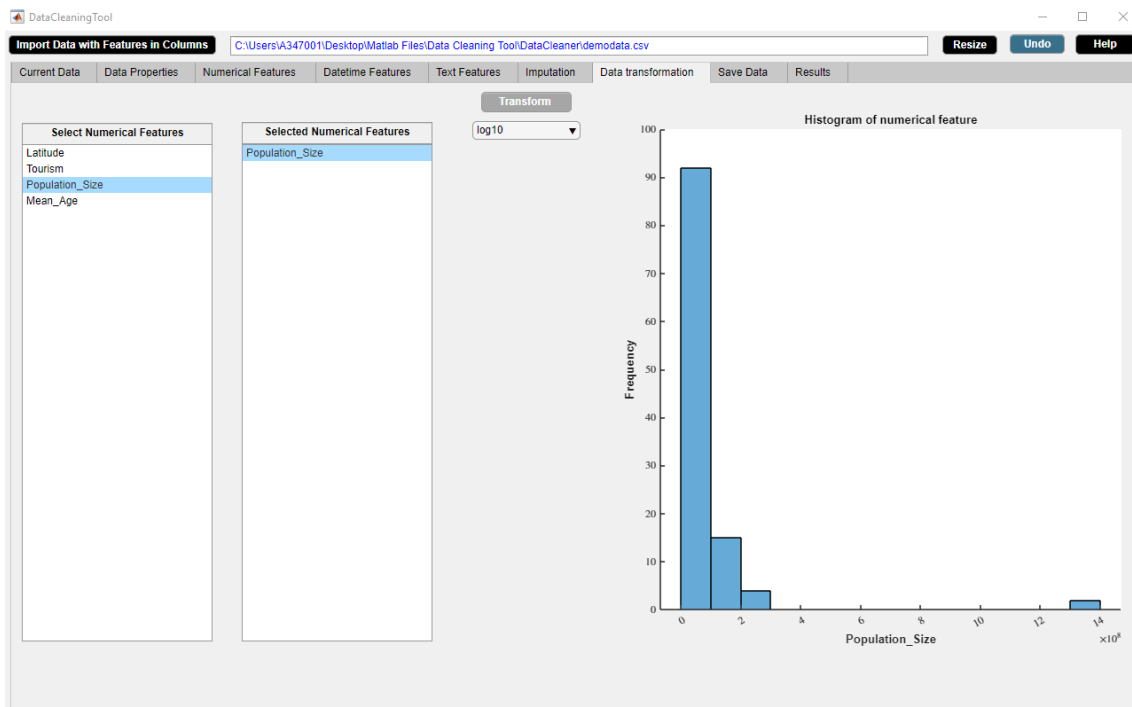 DataCleaningTool
Import Data with Features in Columns
C:\Users\A347001\Desktop\Matlab Files\Data Cleaning Tool\DataCleaner\demodata.csv
Resize
Undo
Help
Current Data
Data Properties
Numerical Features
Datetime Features
Text Features
Imputation
Data transformation
Save Data
Results
Transform
log10
Select Numerical Features
Latitude
Tourism
Population_Size
Mean_Age
Selected Numerical Features
Population_Size
Histogram of numerical feature
100
90
80
70
60
50
40
30
20
10
0
Frequency
0 2 4 6 8 10 12 14
×10⁸
Population_Size